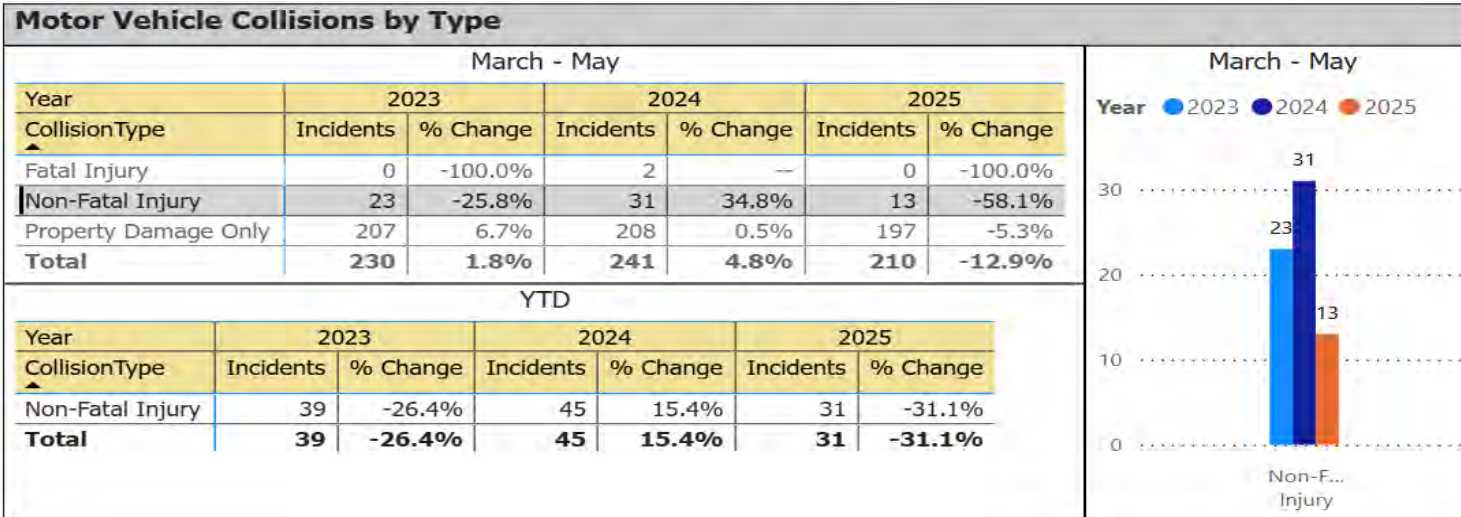 Motor Vehicle Collisions by Type
March - May
Year 2023 2024 2025
CollisionType Incidents % Change Incidents % Change Incidents % Change
Fatal Injury 0 -100.0% 2 -- 0 -100.0%
Non-Fatal Injury 23 -25.8% 31 34.8% 13 -58.1%
Property Damage Only 207 6.7% 208 0.5% 197 -5.3%
Total 230 1.8% 241 4.8% 210 -12.9%
YTD
Year 2023 2024 2025
CollisionType Incidents % Change Incidents % Change Incidents % Change
Non-Fatal Injury 39 -26.4% 45 15.4% 31 -31.1%
Total 39 -26.4% 45 15.4% 31 -31.1%
March - May
Year 2023 2024 2025
31
30
23
20
13
10
0
Non-F...
Injury